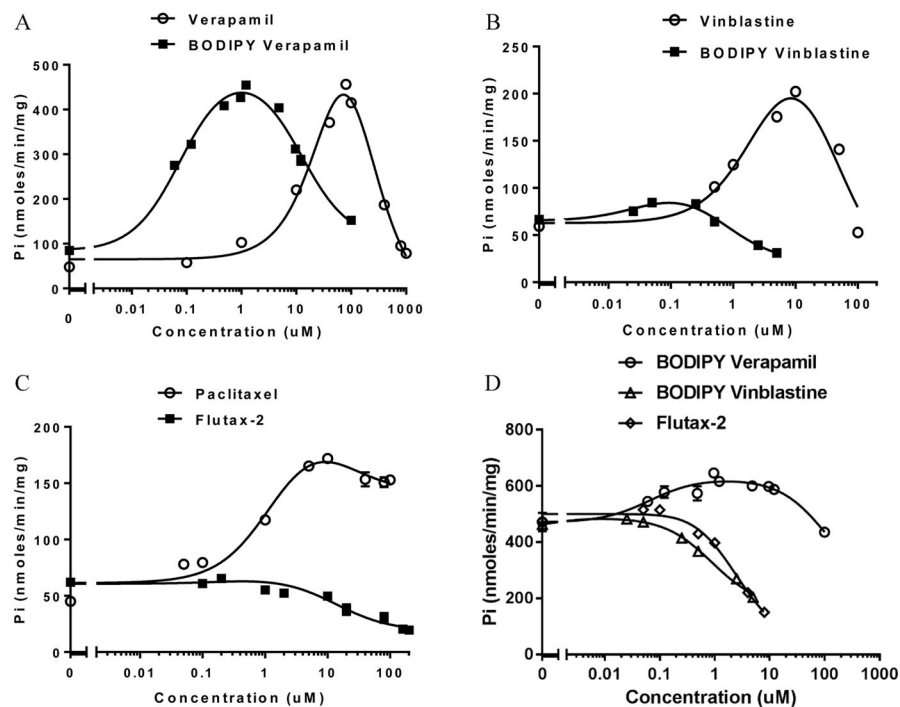 A
Verapamil
BODIPY Verapamil
Pi (nmoles/min/mg)
500
400
300
200
100
0
0
0.01
0.1
1
10
100
1000
Concentration (uM)
B
Vinblastine
BODIPY Vinblastine
Pi (nmoles/min/mg)
250
200
150
100
50
0
0
0.01
0.1
1
10
100
Concentration (uM)
C
Paclitaxel
Flutax-2
Pi (nmoles/min/mg)
200
150
100
50
0
0
0.01
0.1
1
10
100
Concentration (uM)
D
BODIPY Verapamil
BODIPY Vinblastine
Flutax-2
Pi (nmoles/min/mg)
800
600
400
200
0
0
0.01
0.1
1
10
100
1000
Concentration (uM)